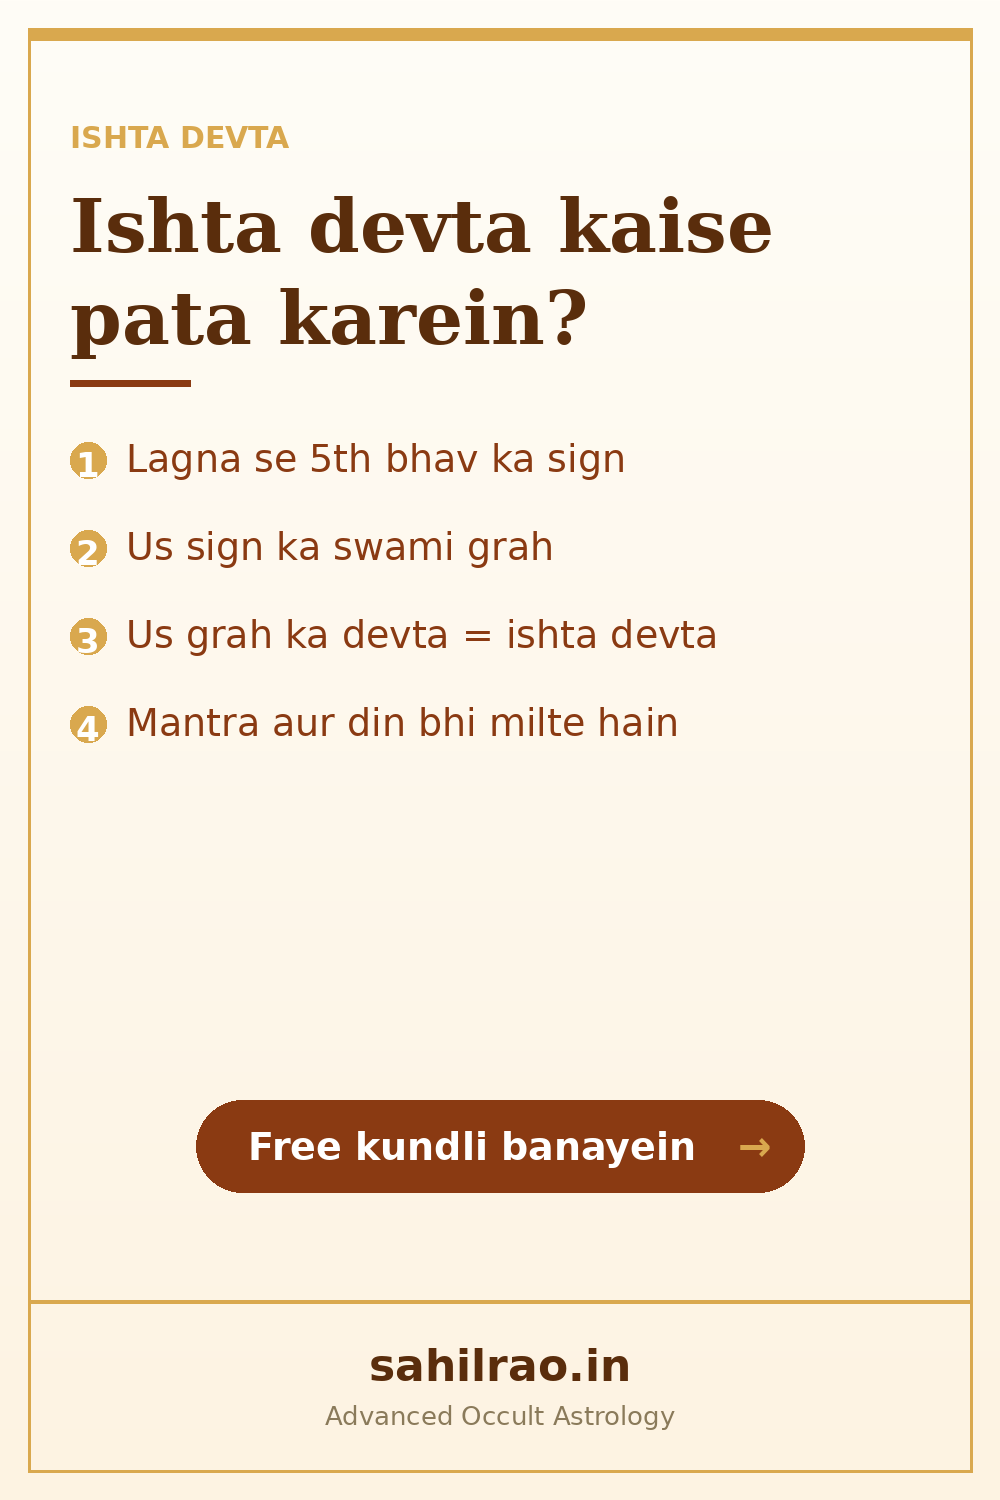 ISHTA DEVTA
Ishta devta kaise
pata karein?
1 Lagna se 5th bhav ka sign
2 Us sign ka swami grah
3 Us grah ka devta = ishta devta
4 Mantra aur din bhi milte hain
Free kundli banayein →
sahilrao.in
Advanced Occult Astrology